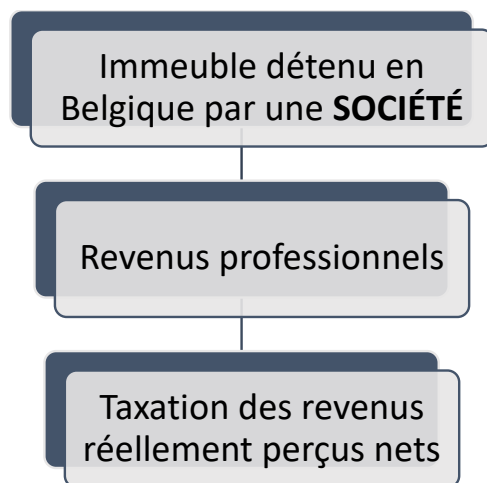 Immeuble détenu en
Belgique par une SOCIÉTÉ
Revenus professionnels
Taxation des revenus
réellement perçus nets